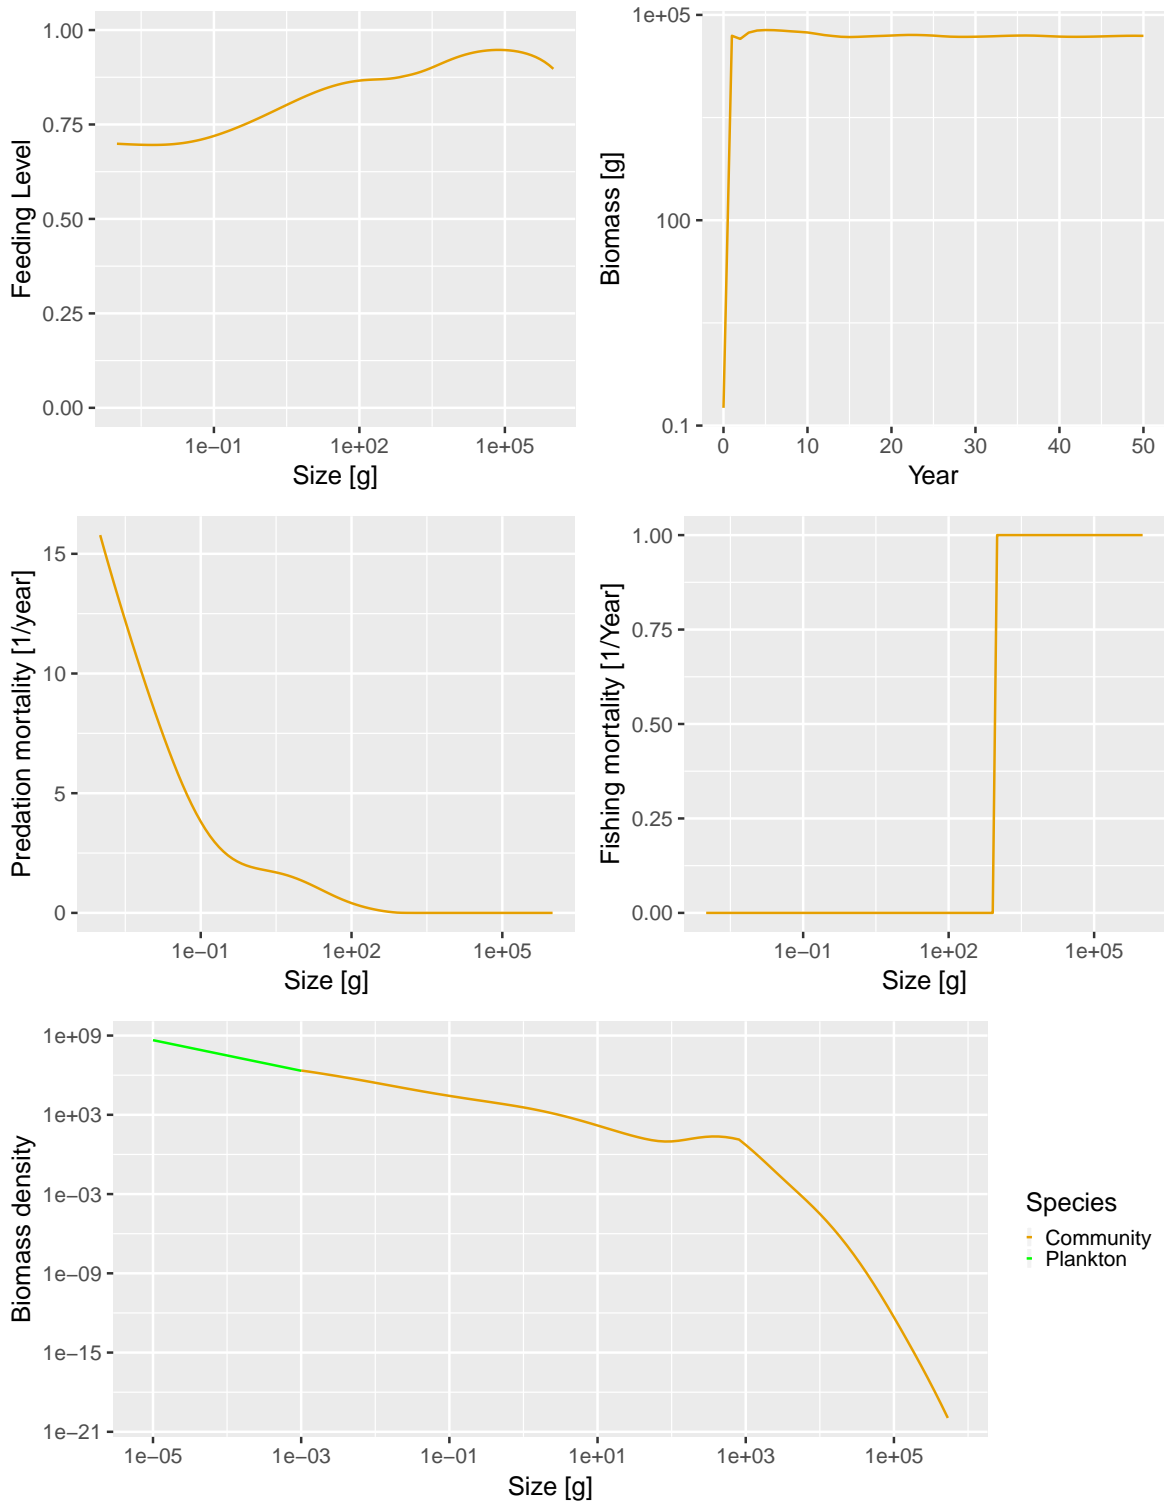 Feeding Level
1.00
0.75
0.50
0.25
0.00
1e−01 1e+02 1e+05
Size [g]
Biomass [g]
1e+05
100
0.1
0 10 20 30 40 50
Year
Predation mortality [1/year]
15
10
5
0
1e−01 1e+02 1e+05
Size [g]
Fishing mortality [1/Year]
1.00
0.75
0.50
0.25
0.00
1e−01 1e+02 1e+05
Size [g]
Biomass density
1e+09
1e+03
1e−03
1e−09
1e−15
1e−21
1e−05 1e−03 1e−01 1e+01 1e+03 1e+05
Size [g]
Species
Community
Plankton